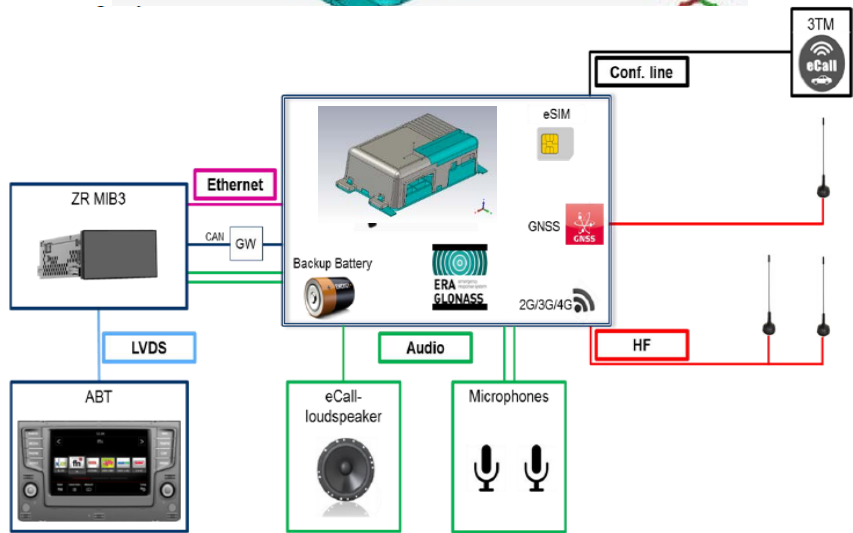 3TM
eCall
Conf. line
eSIM
Ethernet
ZR MIB3
GNSS
GNSS
CAN
GW
Backup Battery
ERA
GLONASS
2G/3G/4G
LVDS
Audio
HF
ABT
eCall-
loudspeaker
Microphones